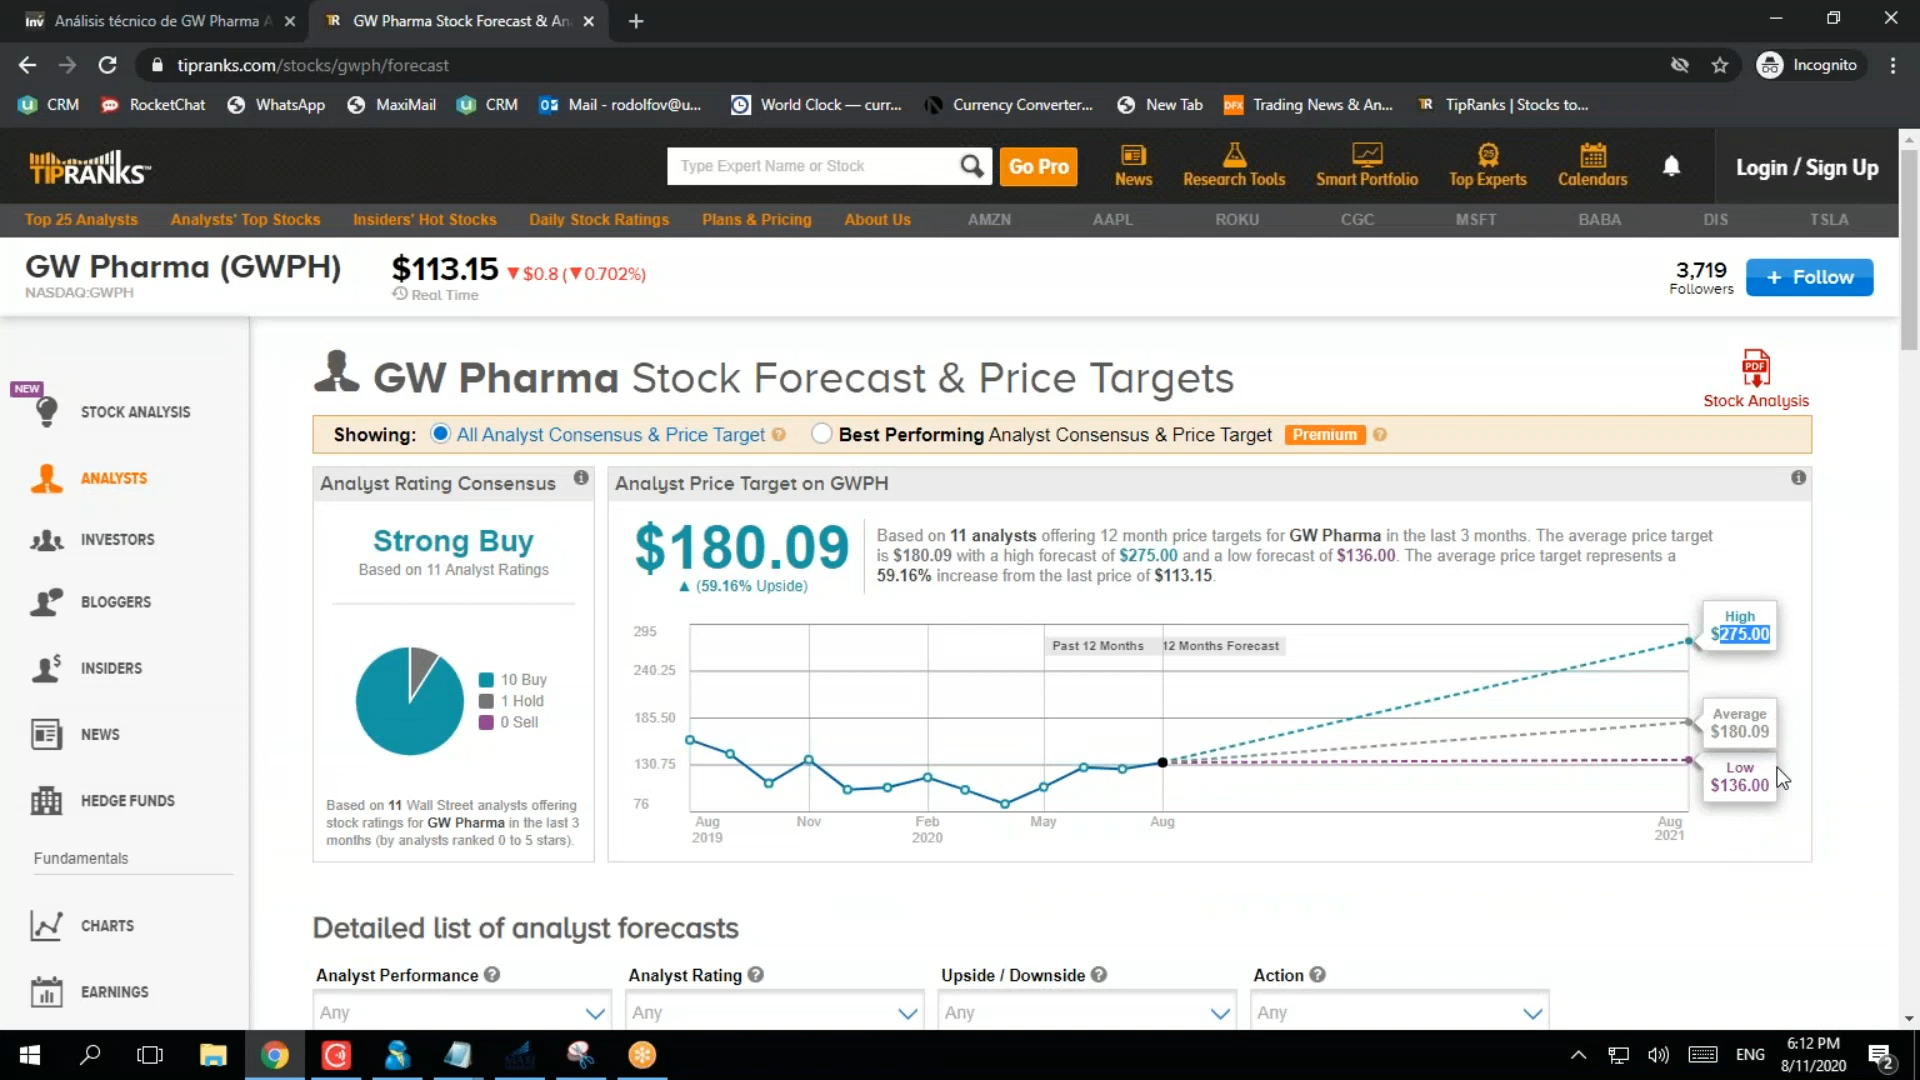 Análisis técnico de GW Pharma A
GW Pharma Stock Forecast & An
tipranks.com/stocks/gwph/forecast
Incognito
CRM
RocketChat
WhatsApp
MaxiMail
CRM
Mail - rodolfov@u...
World Clock — curr...
Currency Converter...
New Tab
Trading News & An...
TipRanks | Stocks to...
TIPRANKS™
Type Expert Name or Stock
Go Pro
News
Research Tools
Smart Portfolio
Top Experts
Calendars
Login / Sign Up
Top 25 Analysts
Analysts' Top Stocks
Insiders' Hot Stocks
Daily Stock Ratings
Plans & Pricing
About Us
AMZN
AAPL
ROKU
CGC
MSFT
BABA
DIS
TSLA
GW Pharma (GWPH)
NASDAQ:GWPH
$113.15 ▼$0.8 (▼0.702%)
Real Time
3,719
Followers
+ Follow
NEW
STOCK ANALYSIS
ANALYSTS
INVESTORS
BLOGGERS
INSIDERS
NEWS
HEDGE FUNDS
Fundamentals
CHARTS
EARNINGS
GW Pharma Stock Forecast & Price Targets
PDF
Stock Analysis
Showing: All Analyst Consensus & Price Target Best Performing Analyst Consensus & Price Target Premium
Analyst Rating Consensus
Strong Buy
Based on 11 Analyst Ratings
10 Buy
1 Hold
0 Sell
Based on 11 Wall Street analysts offering
stock ratings for GW Pharma in the last 3
months (by analysts ranked 0 to 5 stars).
Analyst Price Target on GWPH
$180.09
▲ (59.16% Upside)
Based on 11 analysts offering 12 month price targets for GW Pharma in the last 3 months. The average price target
is $180.09 with a high forecast of $275.00 and a low forecast of $136.00. The average price target represents a
59.16% increase from the last price of $113.15.
295
240.25
185.50
130.75
76
Past 12 Months
12 Months Forecast
High
$275.00
Average
$180.09
Low
$136.00
Aug
2019
Nov
Feb
2020
May
Aug
Aug
2021
Detailed list of analyst forecasts
Analyst Performance
Analyst Rating
Upside / Downside
Action
Any
Any
Any
Any
ENG
6:12 PM
8/11/2020
2